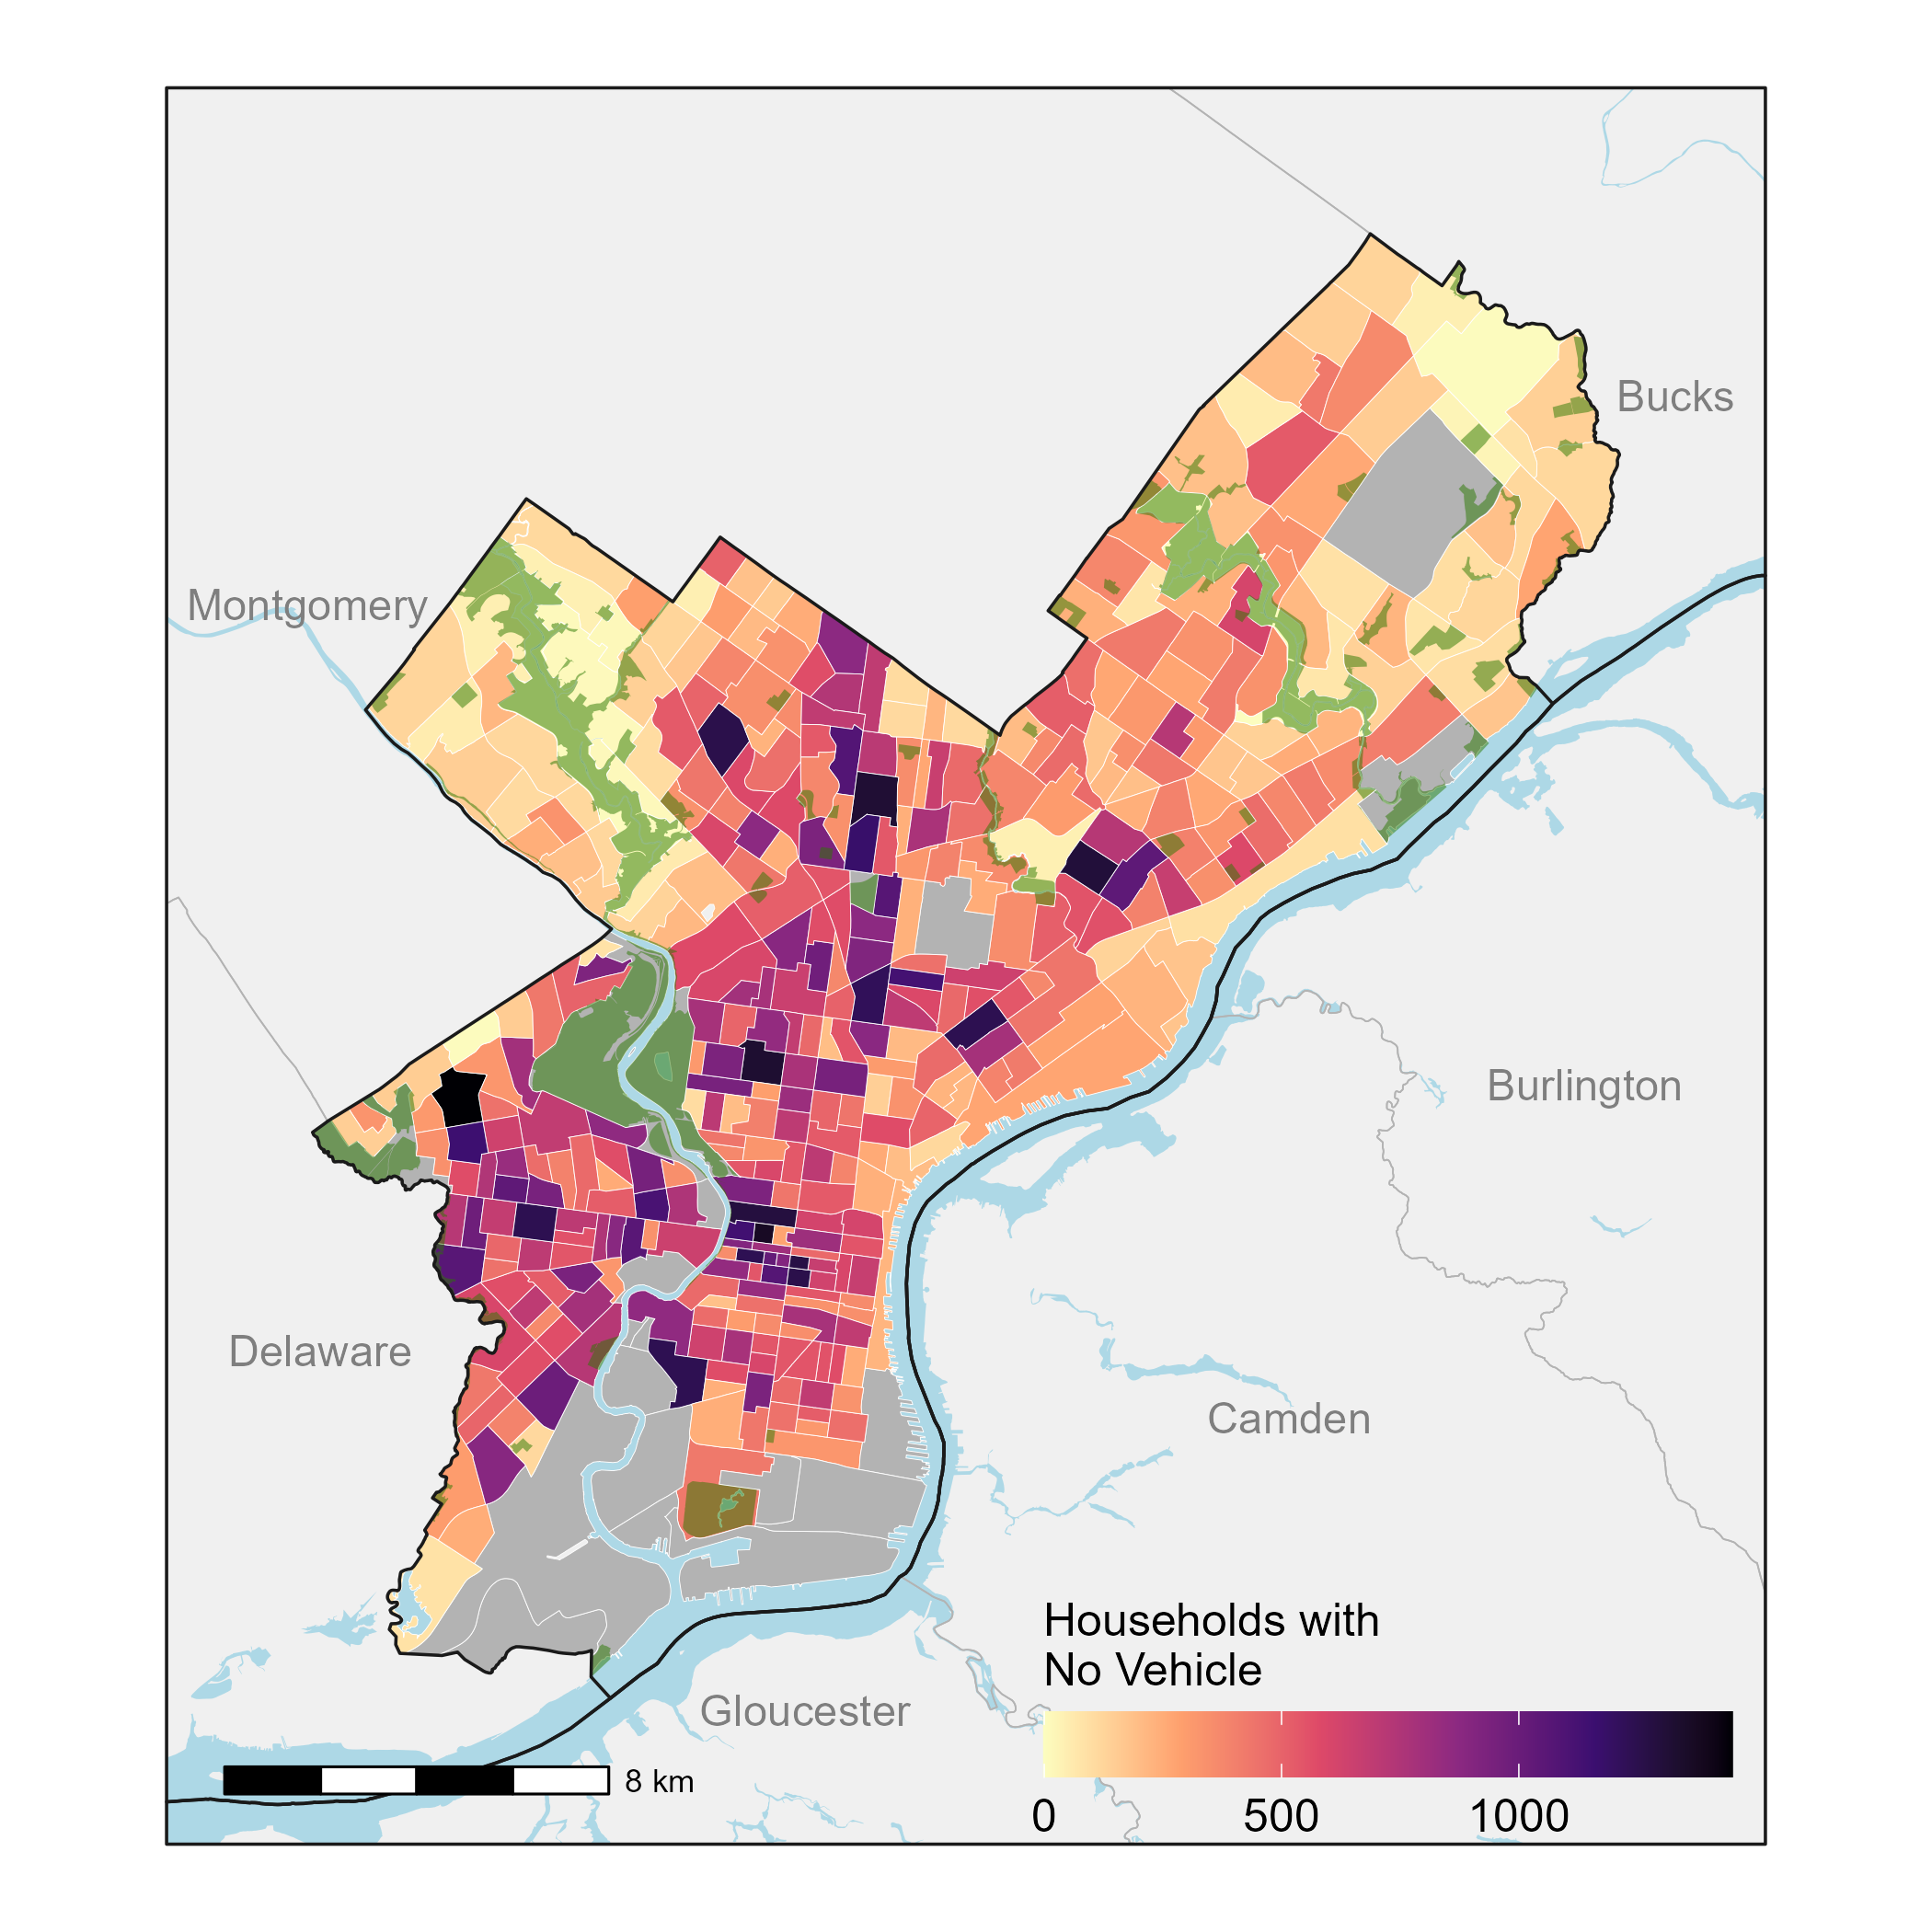 Bucks
Montgomery
Burlington
Delaware
Camden
Households with
No Vehicle
Gloucester
8 km
0 500 1000